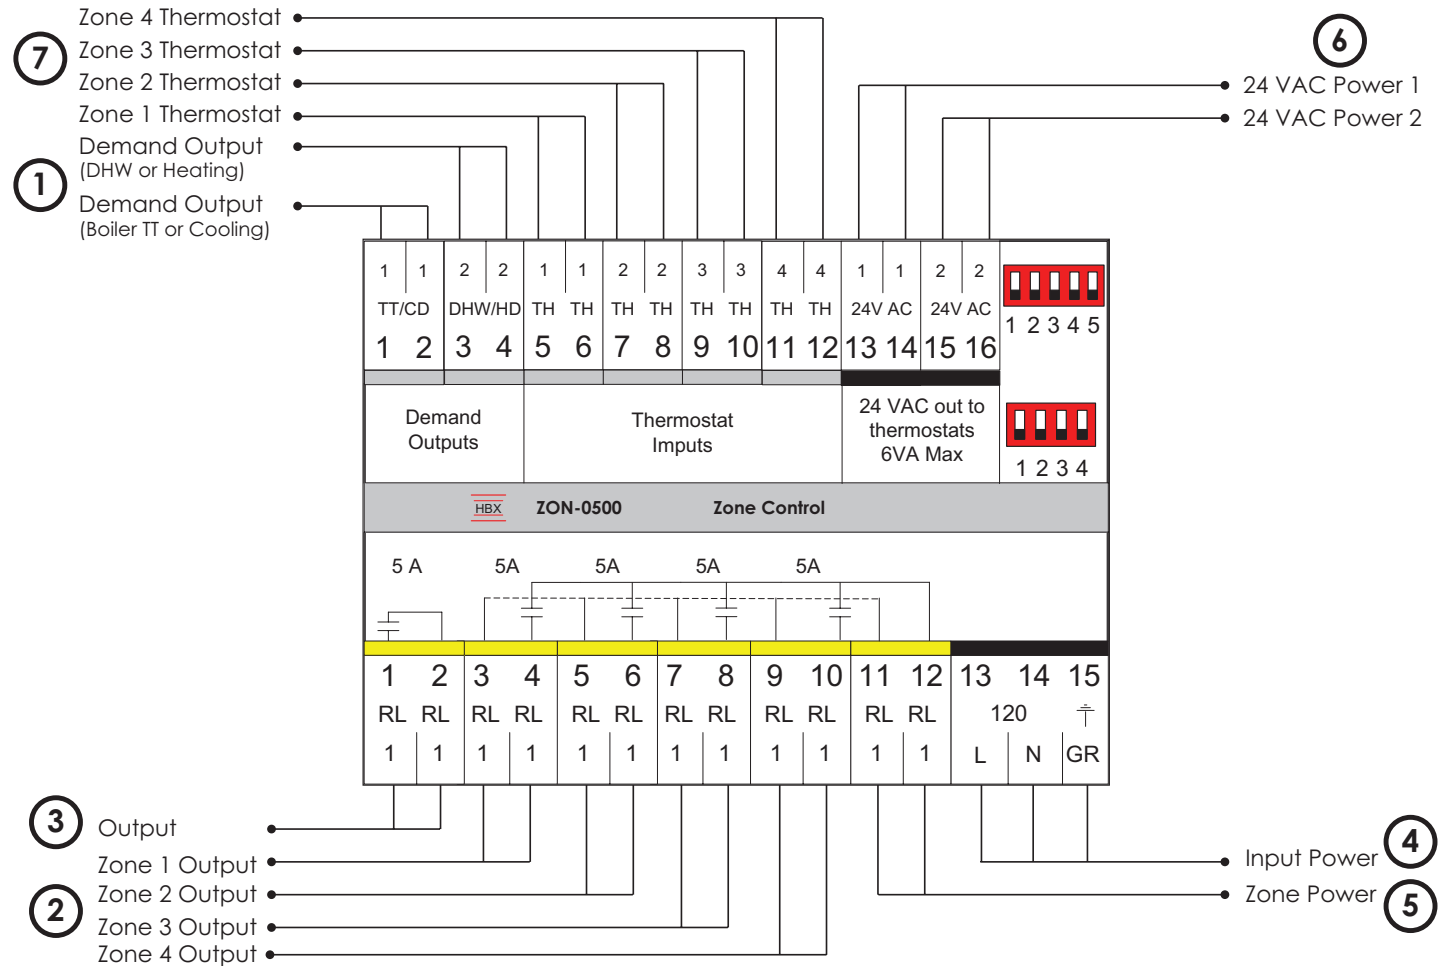 Zone 4 Thermostat
7
Zone 3 Thermostat
Zone 2 Thermostat
Zone 1 Thermostat
1
Demand Output
(DHW or Heating)
Demand Output
(Boiler TT or Cooling)
6
24 VAC Power 1
24 VAC Power 2
1 1 2 2 1 1 2 2 3 3 4 4 1 1 2 2
TT/CD DHW/HD TH TH TH TH TH TH TH TH 24V AC 24V AC
1 2 3 4 5 6 7 8 9 10 11 12 13 14 15 16
1 2 3 4 5
Demand
Outputs
Thermostat
Imputs
24 VAC out to
thermostats
6VA Max
1 2 3 4
HBX ZON-0500 Zone Control
5 A 5A 5A 5A 5A
1 2 3 4 5 6 7 8 9 10 11 12 13 14 15
RL RL RL RL RL RL RL RL RL RL RL RL 120
1 1 1 1 1 1 1 1 1 1 1 1 L N GR
3
Output
Zone 1 Output
2
Zone 2 Output
Zone 3 Output
Zone 4 Output
Input Power
4
Zone Power
5